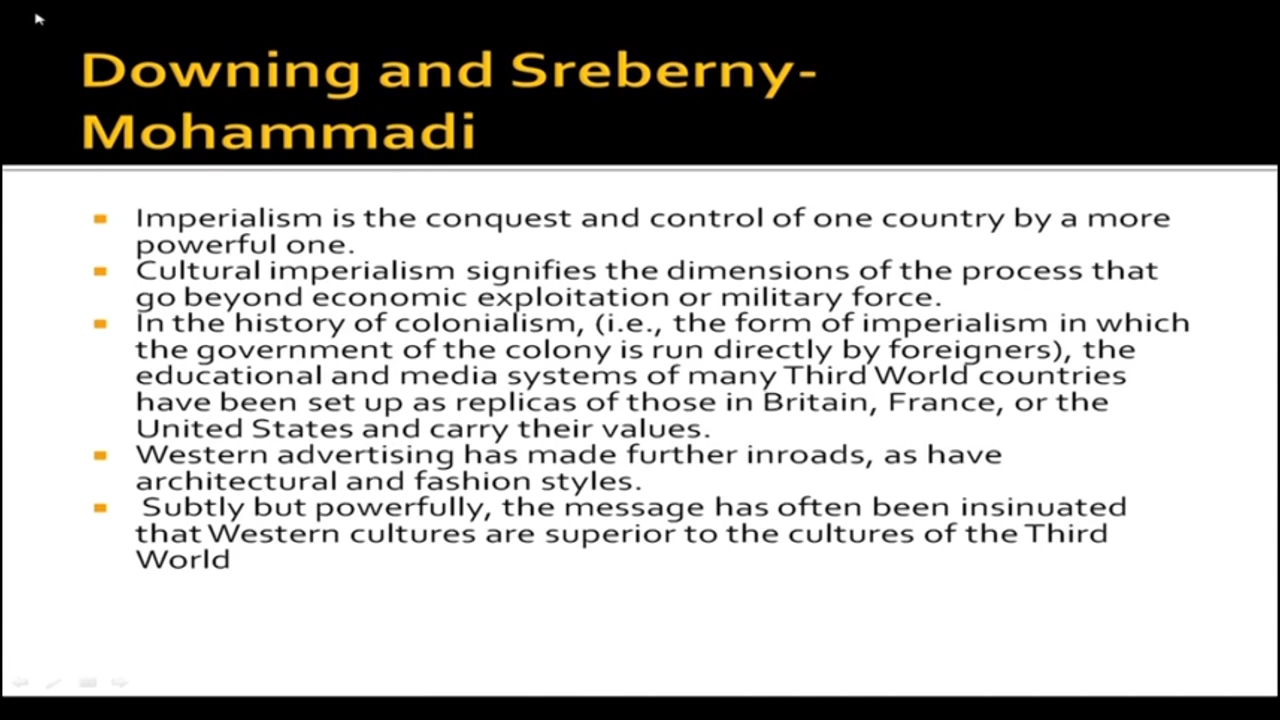 Downing and Sreberny-
Mohammadi
Imperialism is the conquest and control of one country by a more
powerful one.
Cultural imperialism signifies the dimensions of the process that
go beyond economic exploitation or military force.
In the history of colonialism, (i.e., the form of imperialism in which
the government of the colony is run directly by foreigners), the
educational and media systems of many Third World countries
have been set up as replicas of those in Britain, France, or the
United States and carry their values.
Western advertising has made further inroads, as have
architectural and fashion styles.
Subtly but powerfully, the message has often been insinuated
that Western cultures are superior to the cultures of the Third
World